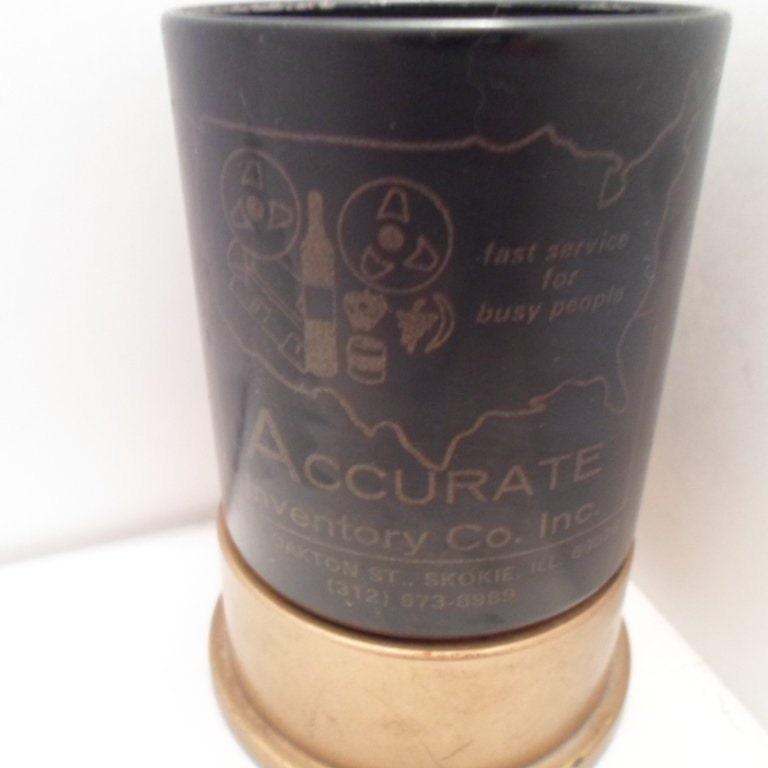 fast service
for
busy people
ACCURATE
Inventory Co. Inc.
OAKTON ST., SKOKIE, ILL.
(312) 673-8989